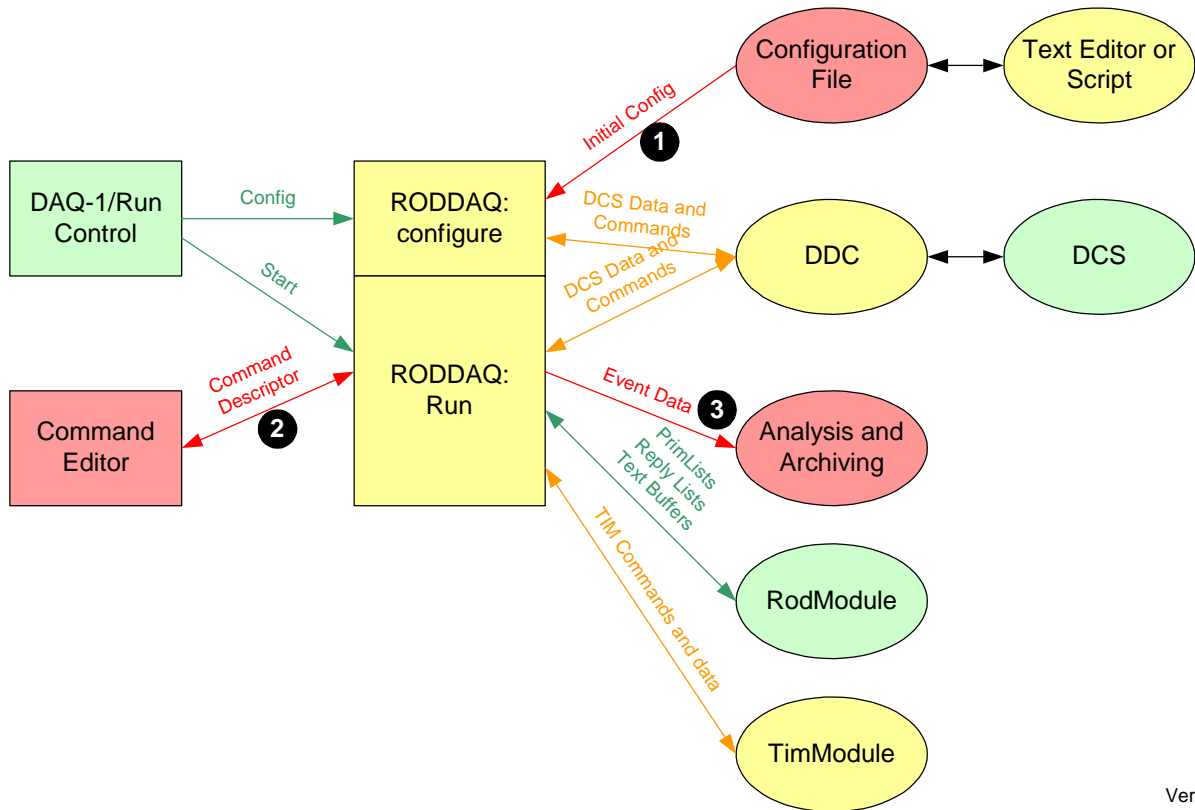 Configuration
File
Text Editor or
Script
Initial Config
1
DAQ-1/Run
Control
Config
RODDAQ:
configure
DCS Data and
Commands
DDC
DCS
Start
DCS Data and
Commands
RODDAQ:
Run
Command
Descriptor
2
Command
Editor
Event Data
3
Analysis and
Archiving
PrimLists
Reply Lists
Text Buffers
RodModule
TIM Commands and data
TimModule
Ver